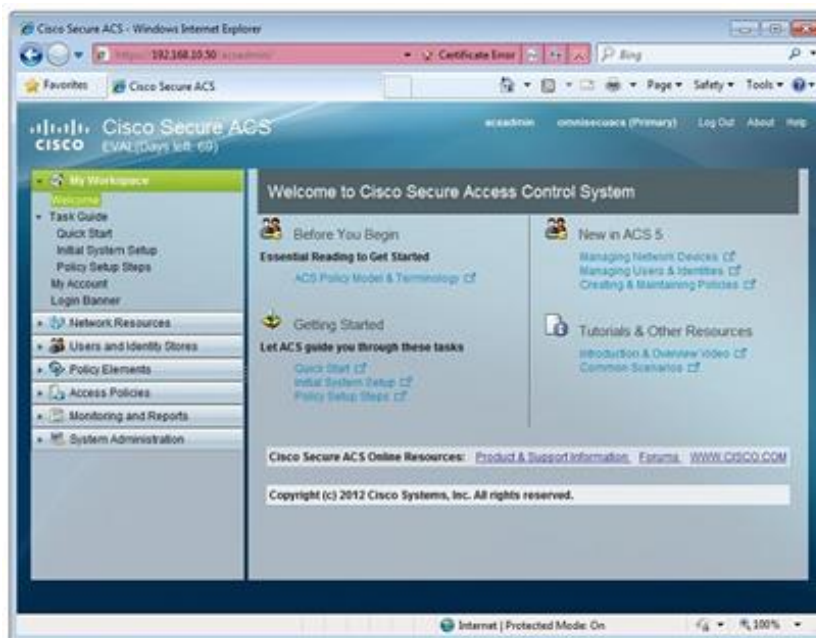 Cisco Secure ACS - Windows Internet Explorer
192.168.10.50
Certificate Error
Bing
Favorites
Cisco Secure ACS
Page
Safety
Tools
CISCO
Cisco Secure ACS
EVAL(Days left: 69)
acsadmin
omnisecuacs (Primary)
Log Out
About
Help
My Workspace
Welcome
Task Guide
Quick Start
Initial System Setup
Policy Setup Steps
My Account
Login Banner
Network Resources
Users and Identity Stores
Policy Elements
Access Policies
Monitoring and Reports
System Administration
Welcome to Cisco Secure Access Control System
Before You Begin
Essential Reading to Get Started
ACS Policy Model & Terminology
Getting Started
Let ACS guide you through these tasks
Quick Start
Initial System Setup
Policy Setup Steps
New in ACS 5
Managing Network Devices
Managing Users & Identities
Creating & Maintaining Policies
Tutorials & Other Resources
Introduction & Overview Video
Common Scenarios
Cisco Secure ACS Online Resources: Product & Support Information Forums WWW.CISCO.COM
Copyright (c) 2012 Cisco Systems, Inc. All rights reserved.
Internet | Protected Mode: On
100%